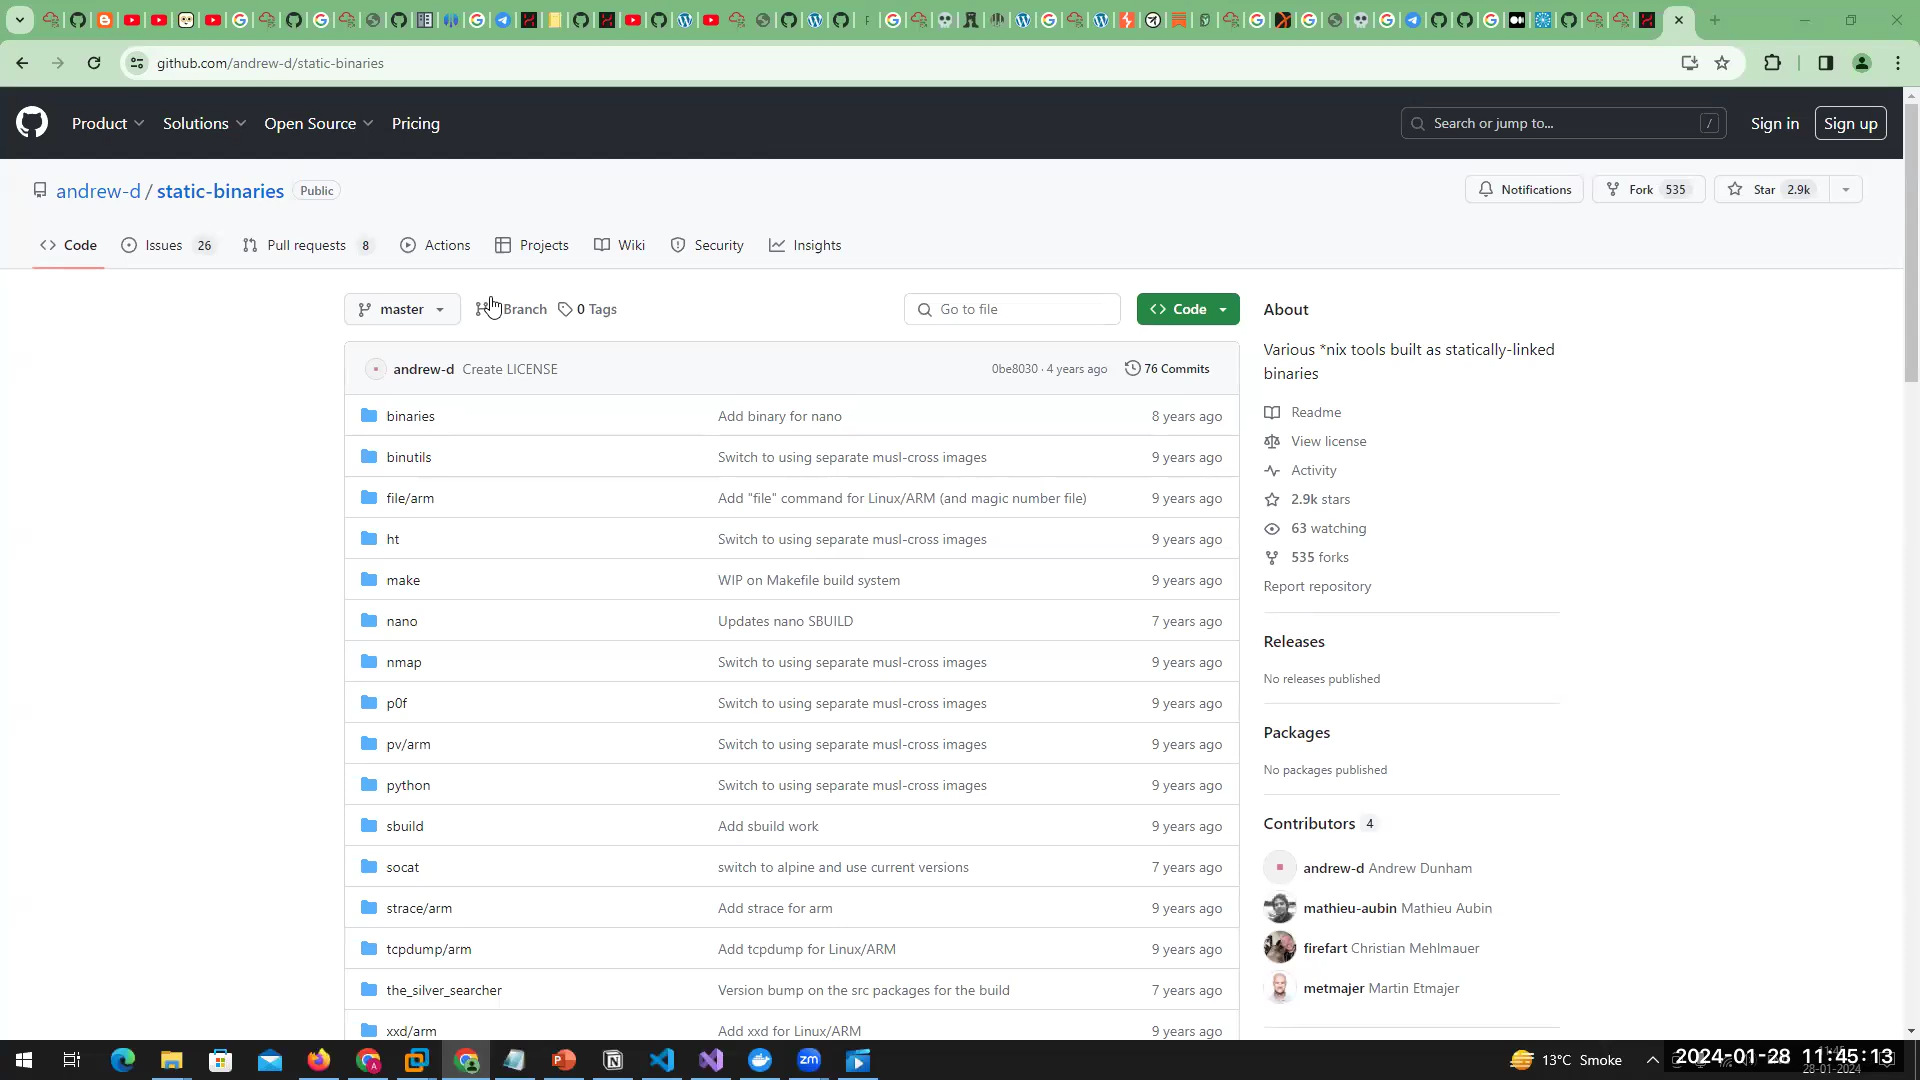 github.com/andrew-d/static-binaries
Product
Solutions
Open Source
Pricing
Search or jump to...
/
Sign in
Sign up
andrew-d / static-binaries
Public
Notifications
Fork 535
Star 2.9k
Code
Issues 26
Pull requests 8
Actions
Projects
Wiki
Security
Insights
master
Branch
0 Tags
Go to file
Code
andrew-d Create LICENSE
0be8030 · 4 years ago
76 Commits
binaries Add binary for nano 8 years ago
binutils Switch to using separate musl-cross images 9 years ago
file/arm Add "file" command for Linux/ARM (and magic number file) 9 years ago
ht Switch to using separate musl-cross images 9 years ago
make WIP on Makefile build system 9 years ago
nano Updates nano SBUILD 7 years ago
nmap Switch to using separate musl-cross images 9 years ago
p0f Switch to using separate musl-cross images 9 years ago
pv/arm Switch to using separate musl-cross images 9 years ago
python Switch to using separate musl-cross images 9 years ago
sbuild Add sbuild work 9 years ago
socat switch to alpine and use current versions 7 years ago
strace/arm Add strace for arm 9 years ago
tcpdump/arm Add tcpdump for Linux/ARM 9 years ago
the_silver_searcher Version bump on the src packages for the build 7 years ago
xxd/arm Add xxd for Linux/ARM 9 years ago
About
Various *nix tools built as statically-linked
binaries
Readme
View license
Activity
2.9k stars
63 watching
535 forks
Report repository
Releases
No releases published
Packages
No packages published
Contributors 4
andrew-d Andrew Dunham
mathieu-aubin Mathieu Aubin
firefart Christian Mehlmauer
metmajer Martin Etmajer
13°C Smoke
2024-01-28 11:45:13
28-01-2024